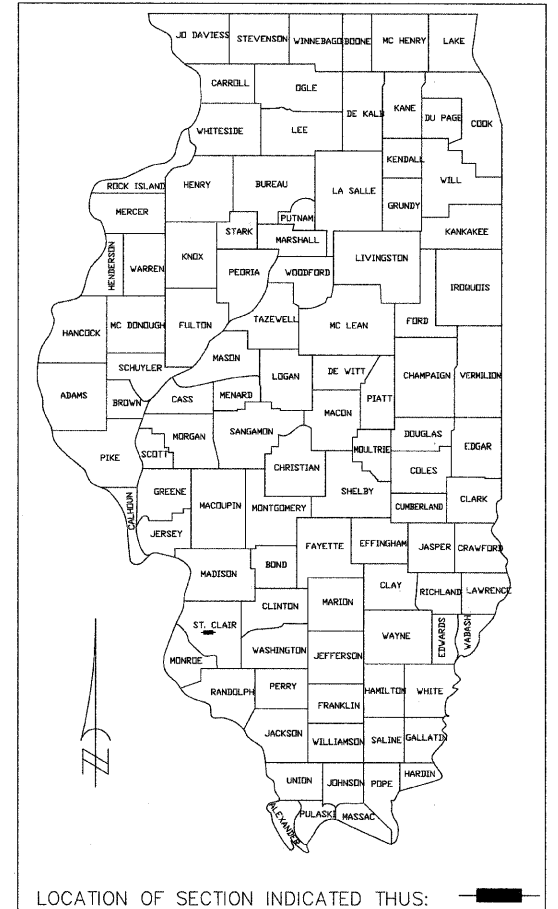 JO DAVIESS STEVENSON WINNEBAGO BOONE MC HENRY LAKE
CARROLL OGLE DE KALB KANE DU PAGE COOK
WHITESIDE LEE
KENDALL WILL
ROCK ISLAND HENRY BUREAU LA SALLE GRUNDY
MERCER PUTNAM
STARK MARSHALL KANKAKEE
HENDERSON WARREN KNOX PEORIA WOODFORD LIVINGSTON IROQUOIS
HANCOCK MC DONOUGH FULTON TAZEWELL MC LEAN FORD
SCHUYLER MASON LOGAN DE WITT CHAMPAIGN VERMILION
ADAMS BROWN CASS MENARD MACON PIATT
PIKE SCOTT MORGAN SANGAMON MOULTRIE DOUGLAS EDGAR
CHRISTIAN COLES
CALHOUN GREENE MACOUPIN MONTGOMERY SHELBY CUMBERLAND CLARK
JERSEY FAYETTE EFFINGHAM JASPER CRAWFORD
MADISON BOND
CLINTON MARION CLAY RICHLAND LAWRENCE
ST. CLAIR WAYNE EDWARDS WABASH
MONROE WASHINGTON JEFFERSON
RANDOLPH PERRY FRANKLIN HAMILTON WHITE
JACKSON WILLIAMSON SALINE GALLATIN
UNION JOHNSON POPE HARDIN
ALEXANDER PULASKI MASSAC
N
LOCATION OF SECTION INDICATED THUS: